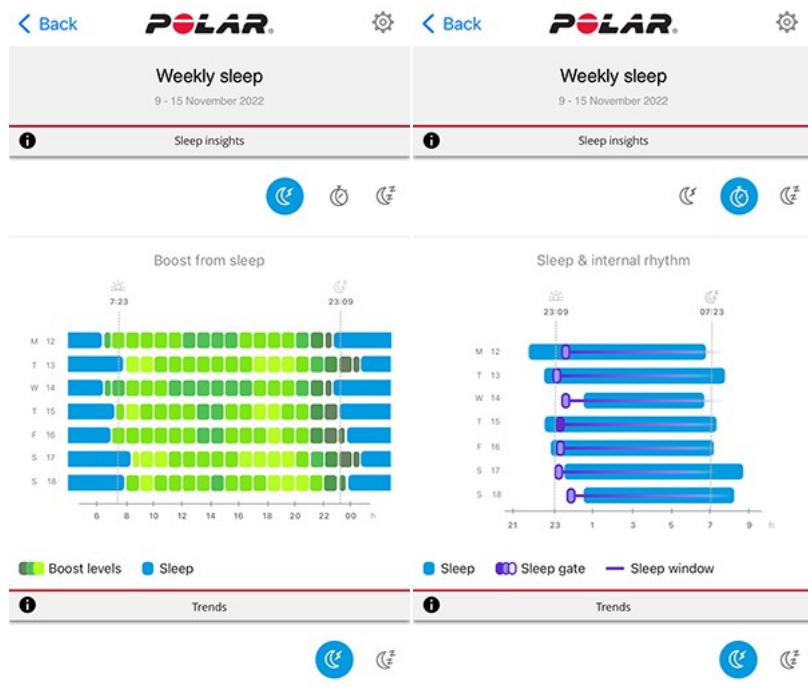 Back
POLAR.
Weekly sleep
9 - 15 November 2022
Sleep insights
Boost from sleep
7:23
23:09
M 12
T 13
W 14
T 15
F 16
S 17
S 18
6 8 10 12 14 16 18 20 22 00 h
Boost levels
Sleep
Trends
Back
POLAR.
Weekly sleep
9 - 15 November 2022
Sleep insights
Sleep & internal rhythm
23:09
07:23
M 12
T 13
W 14
T 15
F 16
S 17
S 18
21 23 1 3 5 7 9 h
Sleep
Sleep gate
Sleep window
Trends